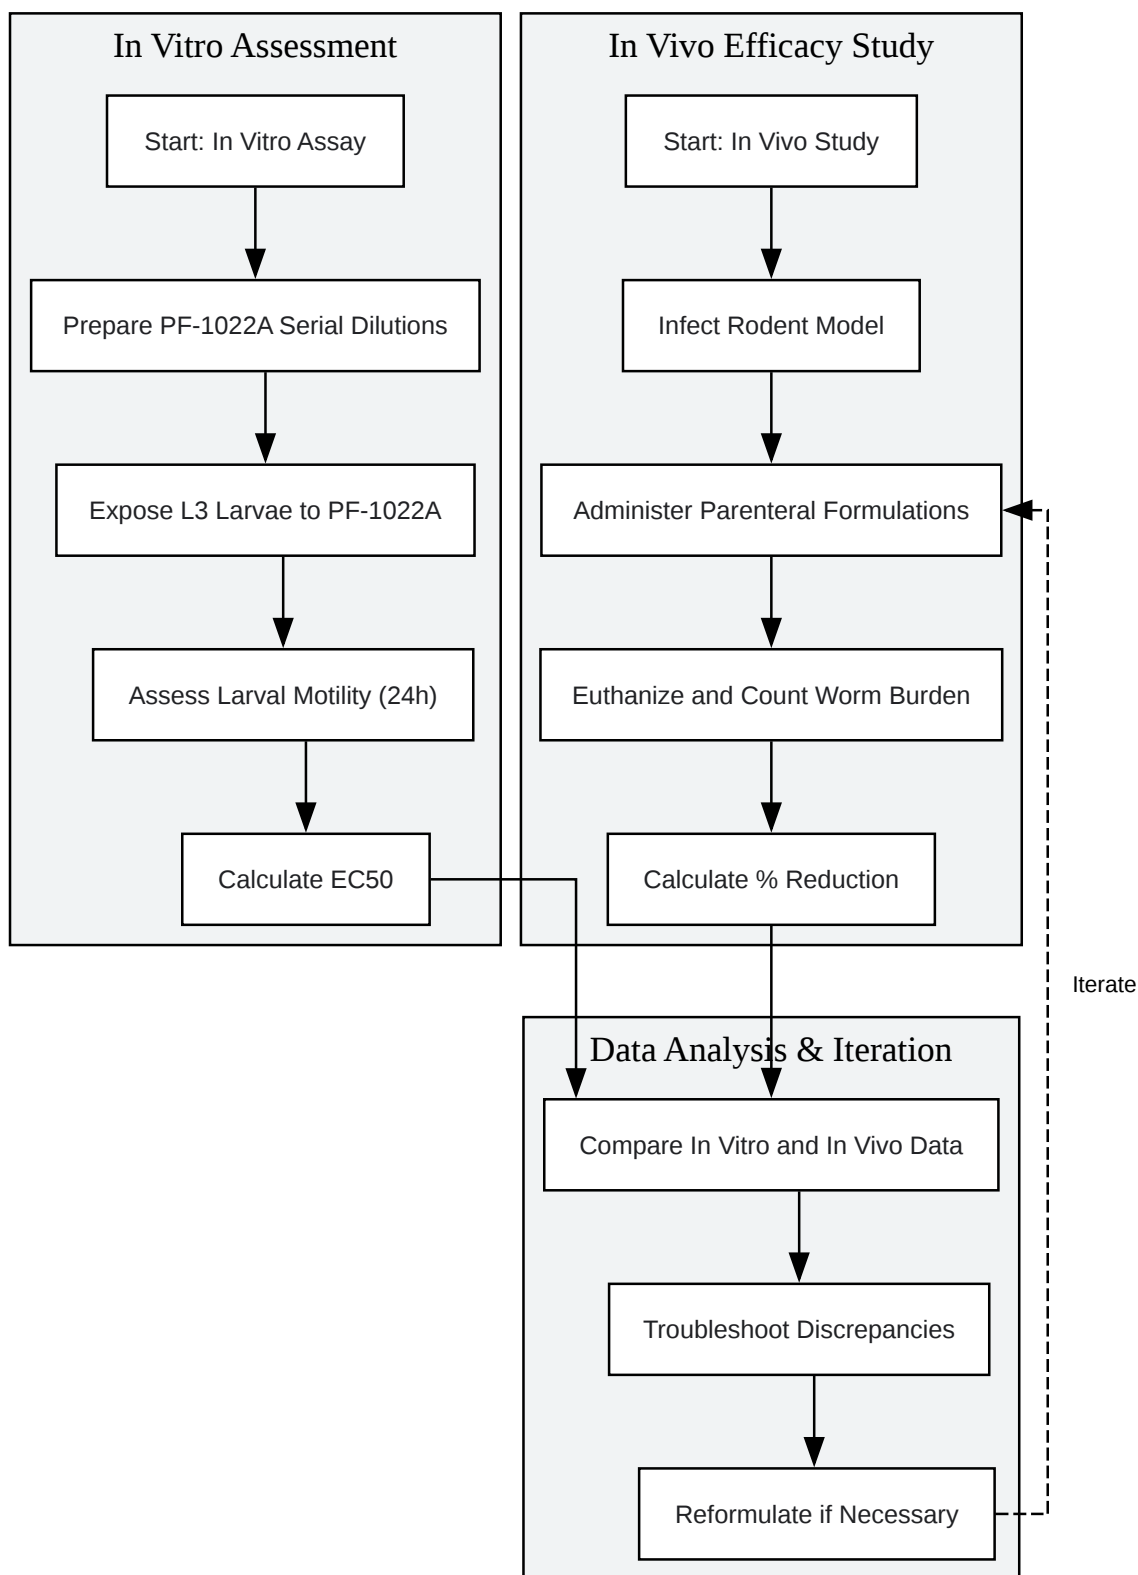 In Vitro Assessment
Start: In Vitro Assay
Prepare PF-1022A Serial Dilutions
Expose L3 Larvae to PF-1022A
Assess Larval Motility (24h)
Calculate EC50
In Vivo Efficacy Study
Start: In Vivo Study
Infect Rodent Model
Administer Parenteral Formulations
Euthanize and Count Worm Burden
Calculate % Reduction
Iterate
Data Analysis & Iteration
Compare In Vitro and In Vivo Data
Troubleshoot Discrepancies
Reformulate if Necessary